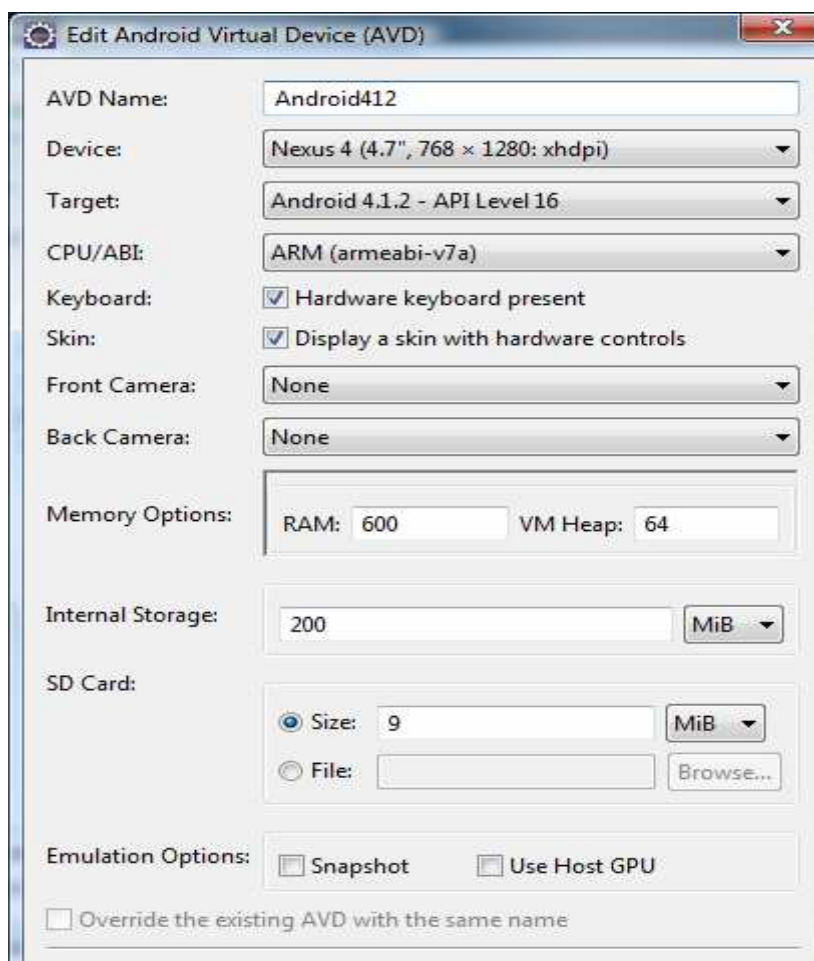 Edit Android Virtual Device (AVD)
AVD Name: Android412
Device: Nexus 4 (4.7", 768 × 1280: xhdpi)
Target: Android 4.1.2 - API Level 16
CPU/ABI: ARM (armeabi-v7a)
Keyboard: Hardware keyboard present
Skin: Display a skin with hardware controls
Front Camera: None
Back Camera: None
Memory Options: RAM: 600 VM Heap: 64
Internal Storage: 200 MiB
SD Card:
Size: 9 MiB
File: Browse...
Emulation Options: Snapshot Use Host GPU
Override the existing AVD with the same name